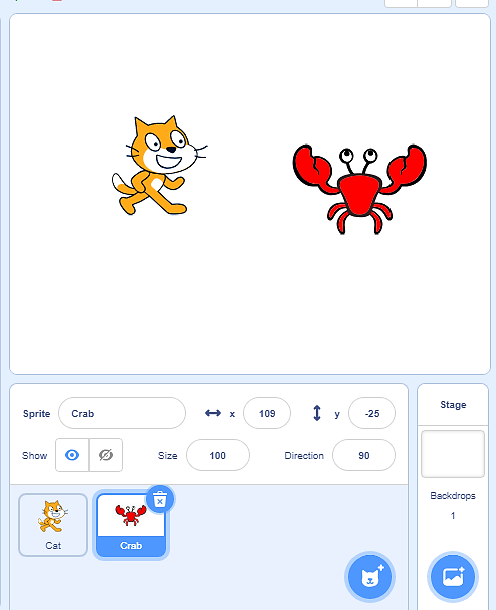 Sprite Crab x 109 y -25
Show Size 100 Direction 90
Cat Crab
Stage
Backdrops
1